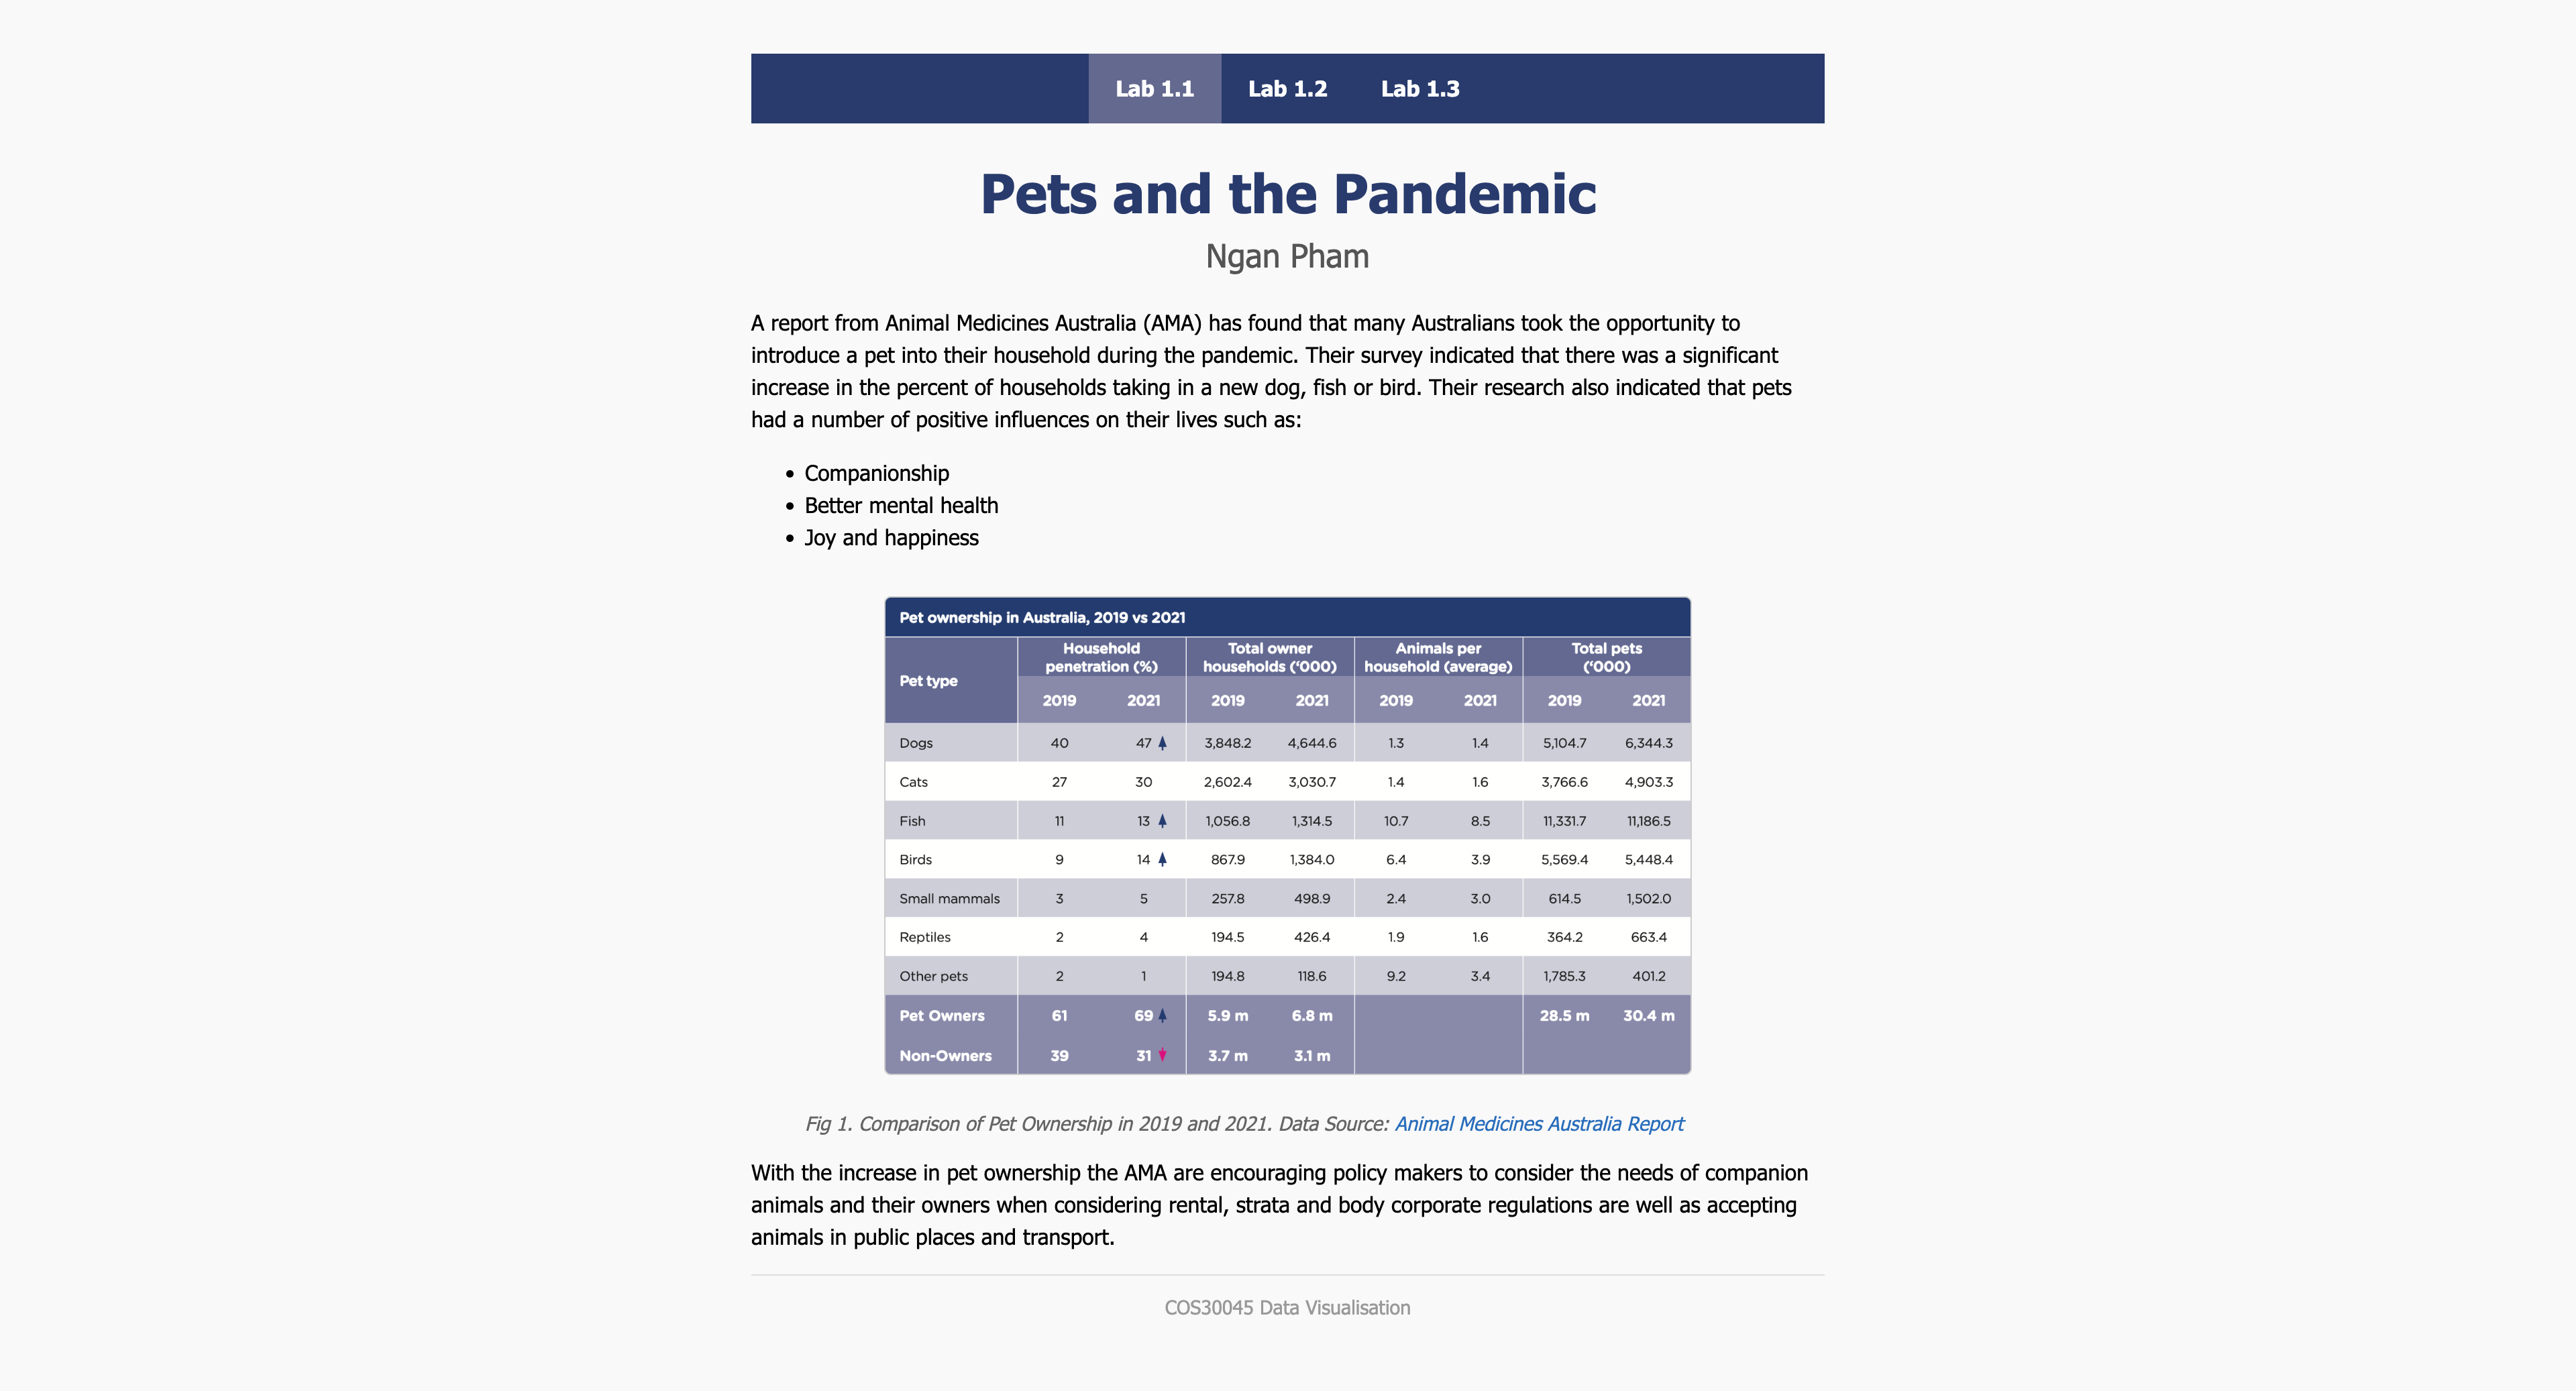 Lab 1.1 Lab 1.2 Lab 1.3
Pets and the Pandemic
Ngan Pham
A report from Animal Medicines Australia (AMA) has found that many Australians took the opportunity to
introduce a pet into their household during the pandemic. Their survey indicated that there was a significant
increase in the percent of households taking in a new dog, fish or bird. Their research also indicated that pets
had a number of positive influences on their lives such as:
• Companionship
• Better mental health
• Joy and happiness
Pet ownership in Australia, 2019 vs 2021
Pet type
Household penetration (%)
Total owner households (‘000)
Animals per household (average)
Total pets (‘000)
2019 2021 2019 2021 2019 2021 2019 2021
Dogs 40 47 3,848.2 4,644.6 1.3 1.4 5,104.7 6,344.3
Cats 27 30 2,602.4 3,030.7 1.4 1.6 3,766.6 4,903.3
Fish 11 13 1,056.8 1,314.5 10.7 8.5 11,331.7 11,186.5
Birds 9 14 867.9 1,384.0 6.4 3.9 5,569.4 5,448.4
Small mammals 3 5 257.8 498.9 2.4 3.0 614.5 1,502.0
Reptiles 2 4 194.5 426.4 1.9 1.6 364.2 663.4
Other pets 2 1 194.8 118.6 9.2 3.4 1,785.3 401.2
Pet Owners 61 69 5.9 m 6.8 m 28.5 m 30.4 m
Non-Owners 39 31 3.7 m 3.1 m
Fig 1. Comparison of Pet Ownership in 2019 and 2021. Data Source: Animal Medicines Australia Report
With the increase in pet ownership the AMA are encouraging policy makers to consider the needs of companion
animals and their owners when considering rental, strata and body corporate regulations are well as accepting
animals in public places and transport.
COS30045 Data Visualisation